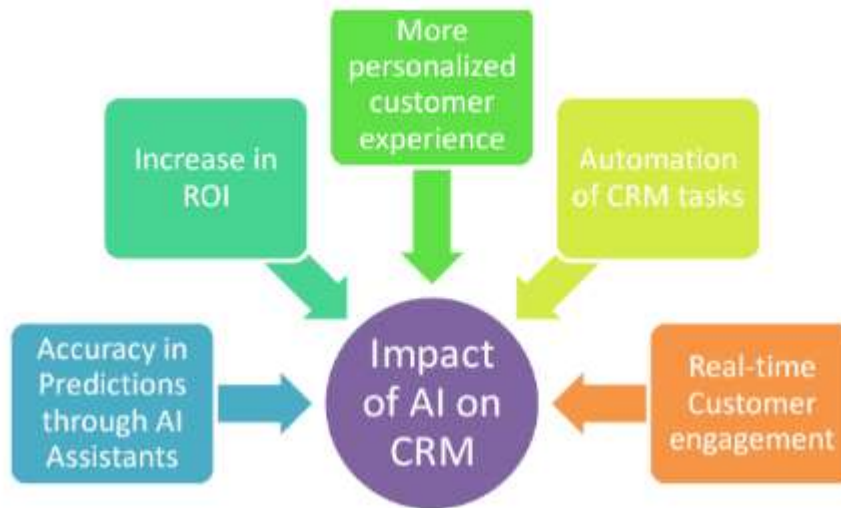 More
personalized
customer
experience
Increase in
ROI
Automation
of CRM tasks
Accuracy in
Predictions
through AI
Assistants
Impact
of AI on
CRM
Real-time
Customer
engagement